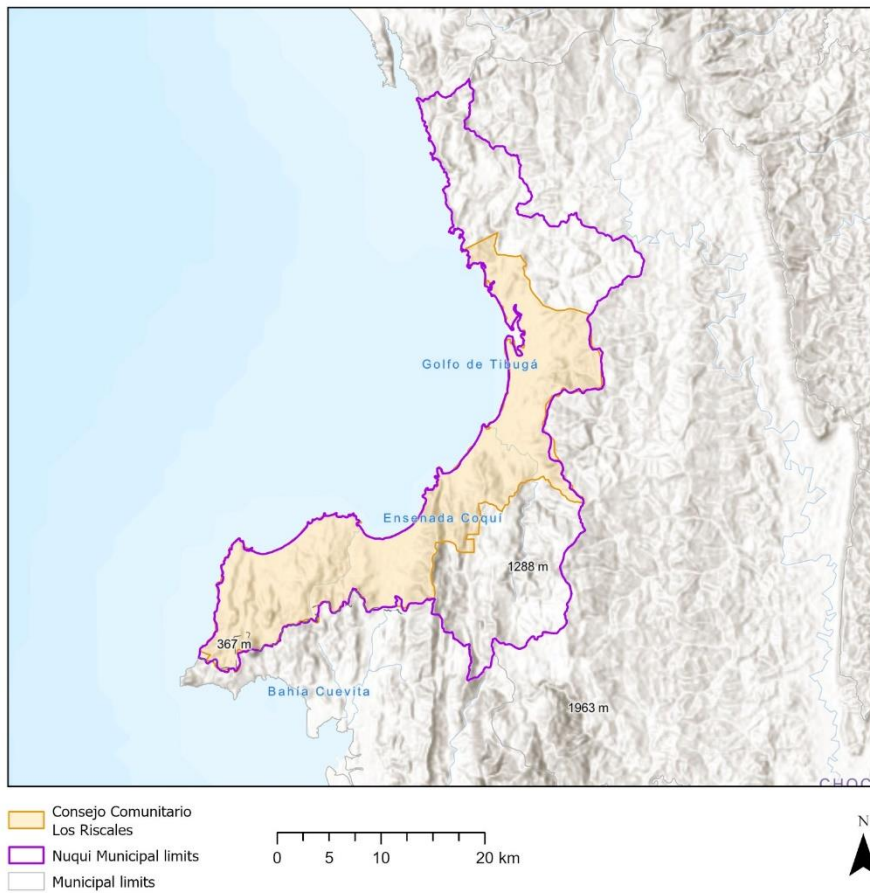 Golfo de Tibugá
Ensenada Coquí
1288 m
367 m
Bahía Cuevita
1963 m
CHOC
Consejo Comunitario
Los Riscales
Nuqui Municipal limits
Municipal limits
0 5 10 20 km
N